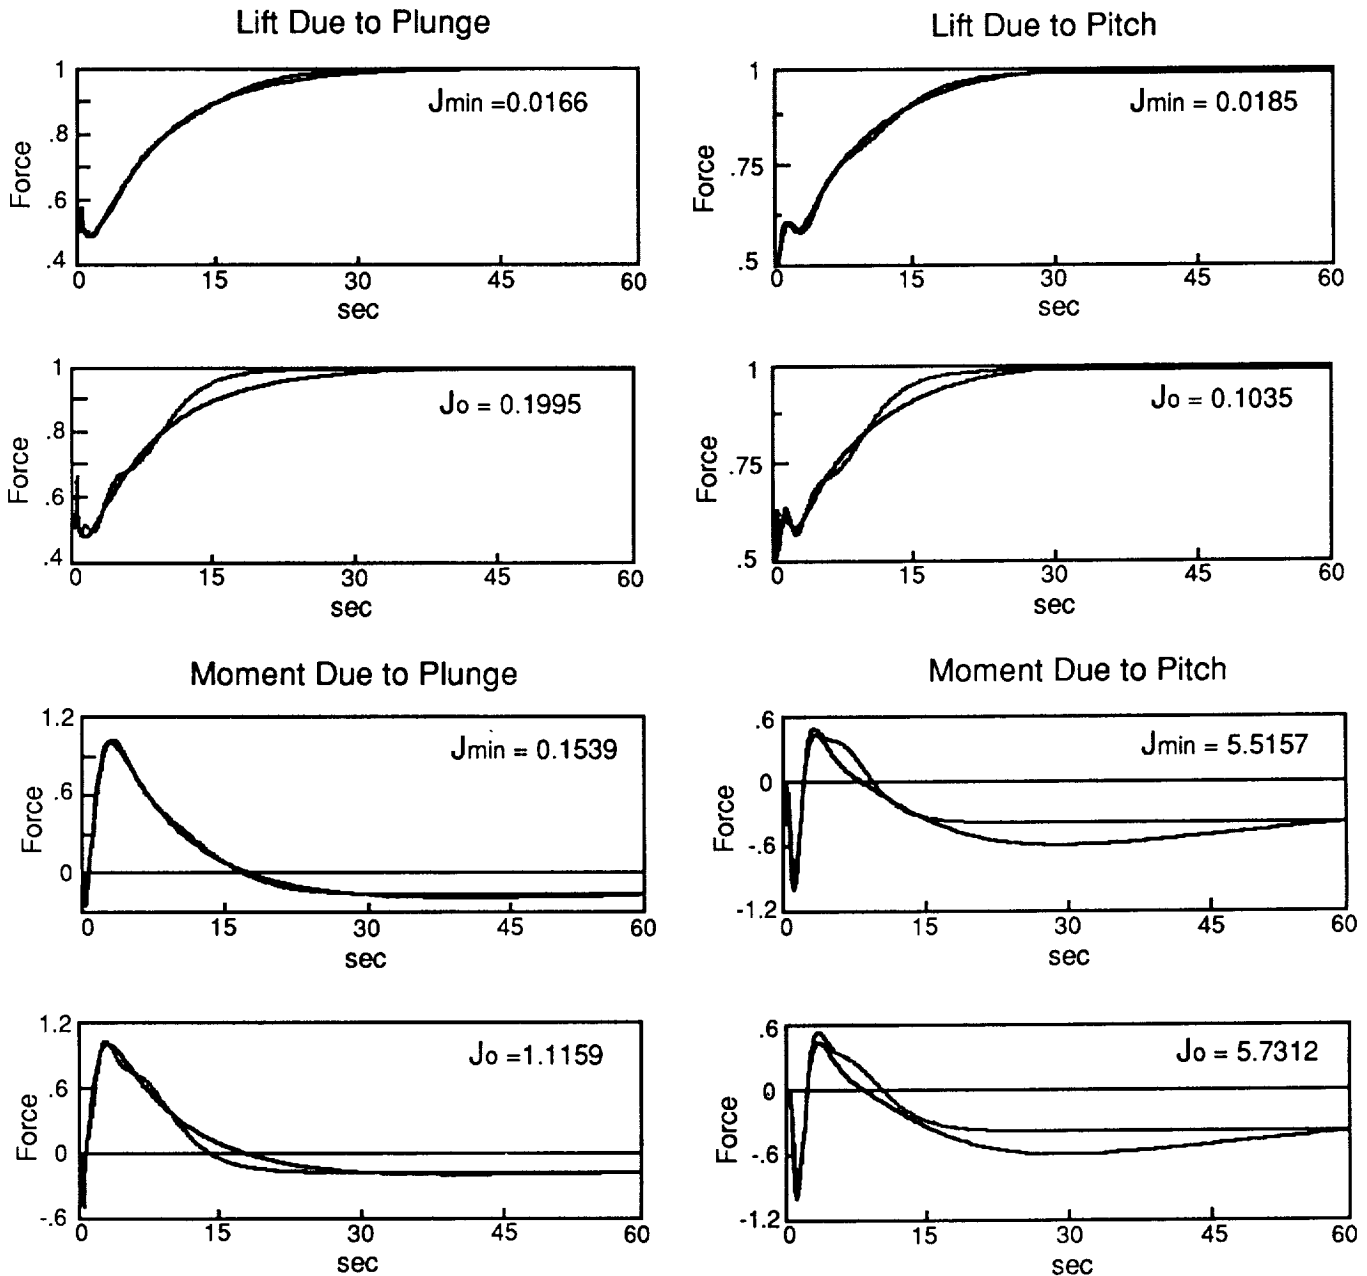 Lift Due to Plunge
Lift Due to Pitch
1
.8
.6
.4
Force
Jmin =0.0166
0 15 30 45 60
sec
1
.75
.5
Force
Jmin = 0.0185
0 15 30 45 60
sec
1
.8
.6
.4
Force
Jo = 0.1995
0 15 30 45 60
sec
1
.75
.5
Force
Jo = 0.1035
0 15 30 45 60
sec
Moment Due to Plunge
Moment Due to Pitch
1.2
.6
0
Force
Jmin = 0.1539
0 15 30 45 60
sec
.6
0
-.6
-1.2
Force
Jmin = 5.5157
0 15 30 45 60
sec
1.2
.6
0
-.6
Force
Jo =1.1159
0 15 30 45 60
sec
.6
0
-.6
-1.2
Force
Jo = 5.7312
0 15 30 45 60
sec